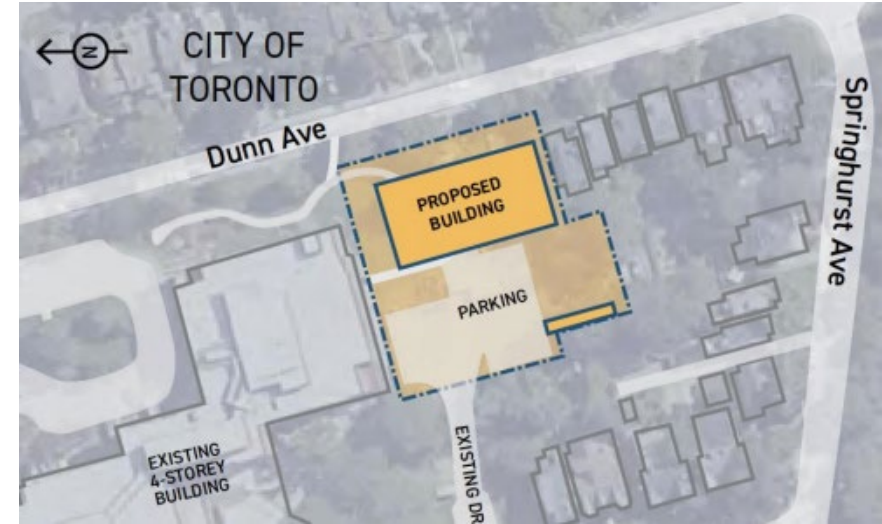 N
CITY OF
TORONTO
Dunn Ave
Springhurst Ave
PROPOSED
BUILDING
PARKING
EXISTING
4-STOREY
BUILDING
EXISTING DR